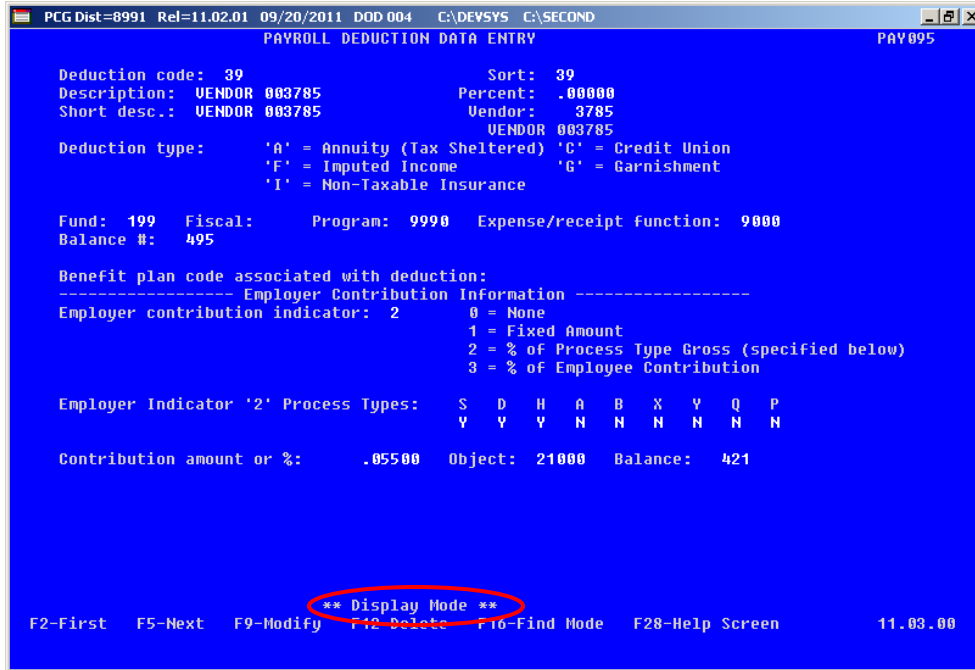 PCG Dist=8991 Rel=11.02.01 09/20/2011 DOD 004 C:\DEVSYS C:\SECOND
PAYROLL DEDUCTION DATA ENTRY PAY095
Deduction code: 39 Sort: 39
Description: VENDOR 003785 Percent: .00000
Short desc.: VENDOR 003785 Vendor: 3785
VENDOR 003785
Deduction type: 'A' = Annuity (Tax Sheltered) 'C' = Credit Union
'F' = Imputed Income 'G' = Garnishment
'I' = Non-Taxable Insurance
Fund: 199 Fiscal: Program: 9990 Expense/receipt function: 9000
Balance #: 495
Benefit plan code associated with deduction:
------------------ Employer Contribution Information ------------------
Employer contribution indicator: 2 0 = None
1 = Fixed Amount
2 = % of Process Type Gross (specified below)
3 = % of Employee Contribution
Employer Indicator '2' Process Types: S D H A B X Y Q P
Y Y Y N N N N N N
Contribution amount or %: .05500 Object: 21000 Balance: 421
** Display Mode **
F2-First F5-Next F9-Modify F12-Delete F16-Find Mode F28-Help Screen 11.03.00